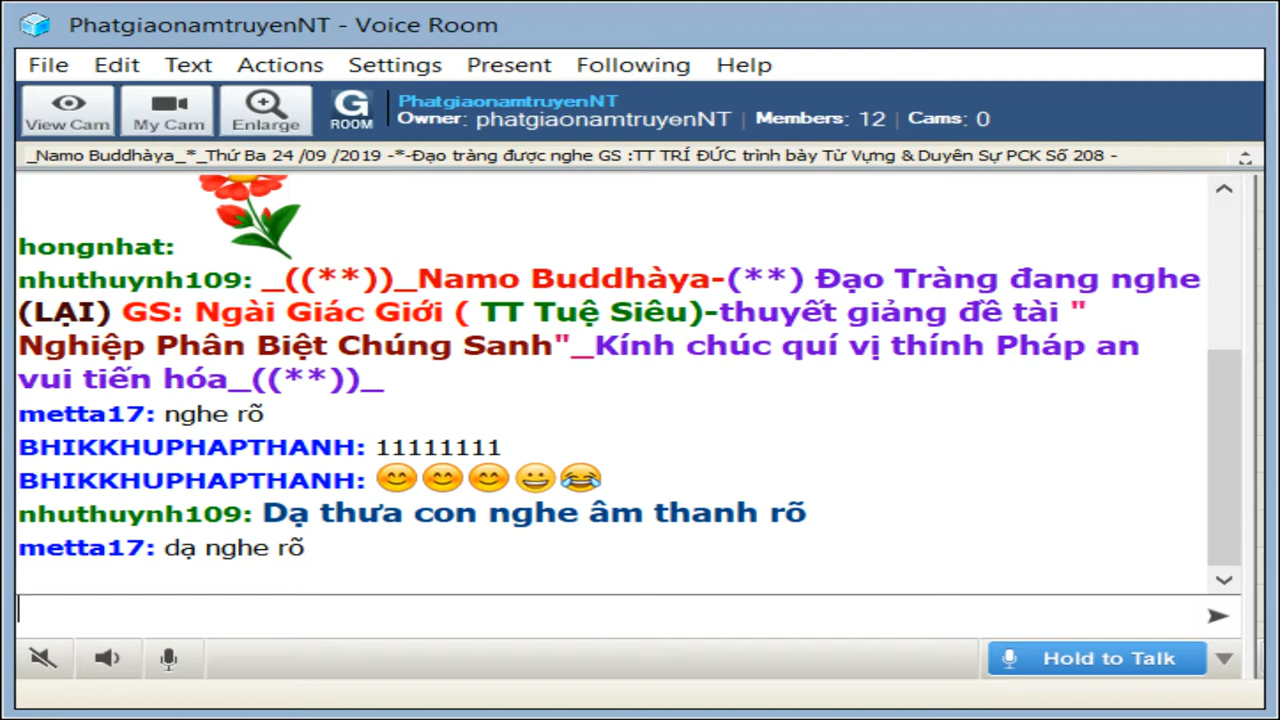 PhatgiaonamtruyenNT - Voice Room
File Edit Text Actions Settings Present Following Help
View Cam My Cam Enlarge G ROOM PhatgiaonamtruyenNT
Owner: phatgiaonamtruyenNT | Members: 12 | Cams: 0
_Namo Buddhàya_*_Thứ Ba 24 /09 /2019 -*-Đạo tràng được nghe GS :TT TRÍ ĐỨC trình bày Từ Vựng & Duyên Sự PCK Số 208 -
hongnhat:
nhuthuynh109: _((**))_Namo Buddhàya-(**) Đạo Tràng đang nghe
(LẠI) GS: Ngài Giác Giới ( TT Tuệ Siêu)-thuyết giảng đề tài "
Nghiệp Phân Biệt Chúng Sanh"_Kính chúc quí vị thính Pháp an
vui tiến hóa_((**))_
metta17: nghe rõ
BHIKKHUPHAPTHANH: 11111111
BHIKKHUPHAPTHANH: 😊😊😊😀😂
nhuthuynh109: Dạ thưa con nghe âm thanh rõ
metta17: dạ nghe rõ
Hold to Talk